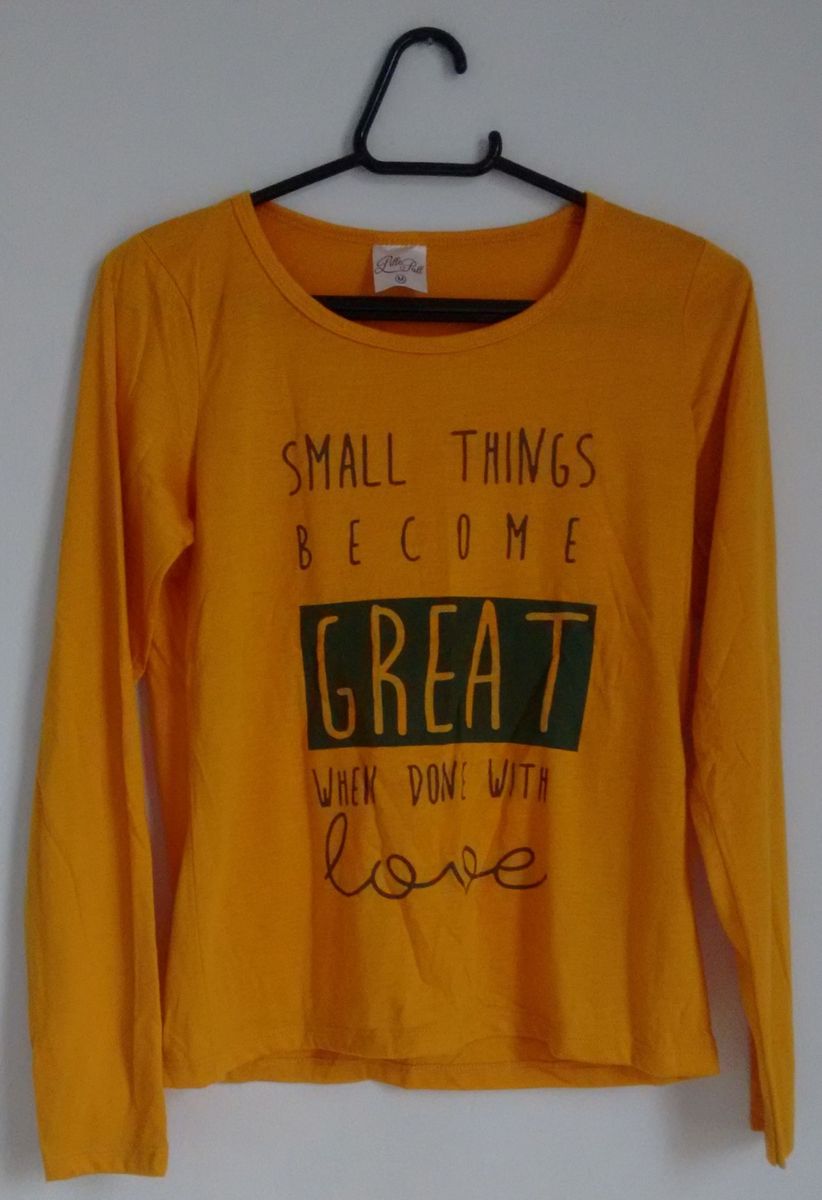 M
SMALL THINGS
BECOME
GREAT
WHEN DONE WITH
love